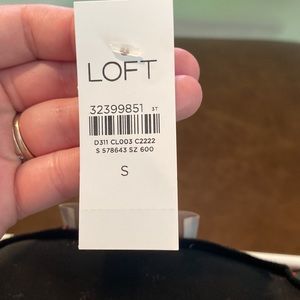 LOFT
32399851 3T
D311 CL003 C2222
S 578643 SZ 600
S